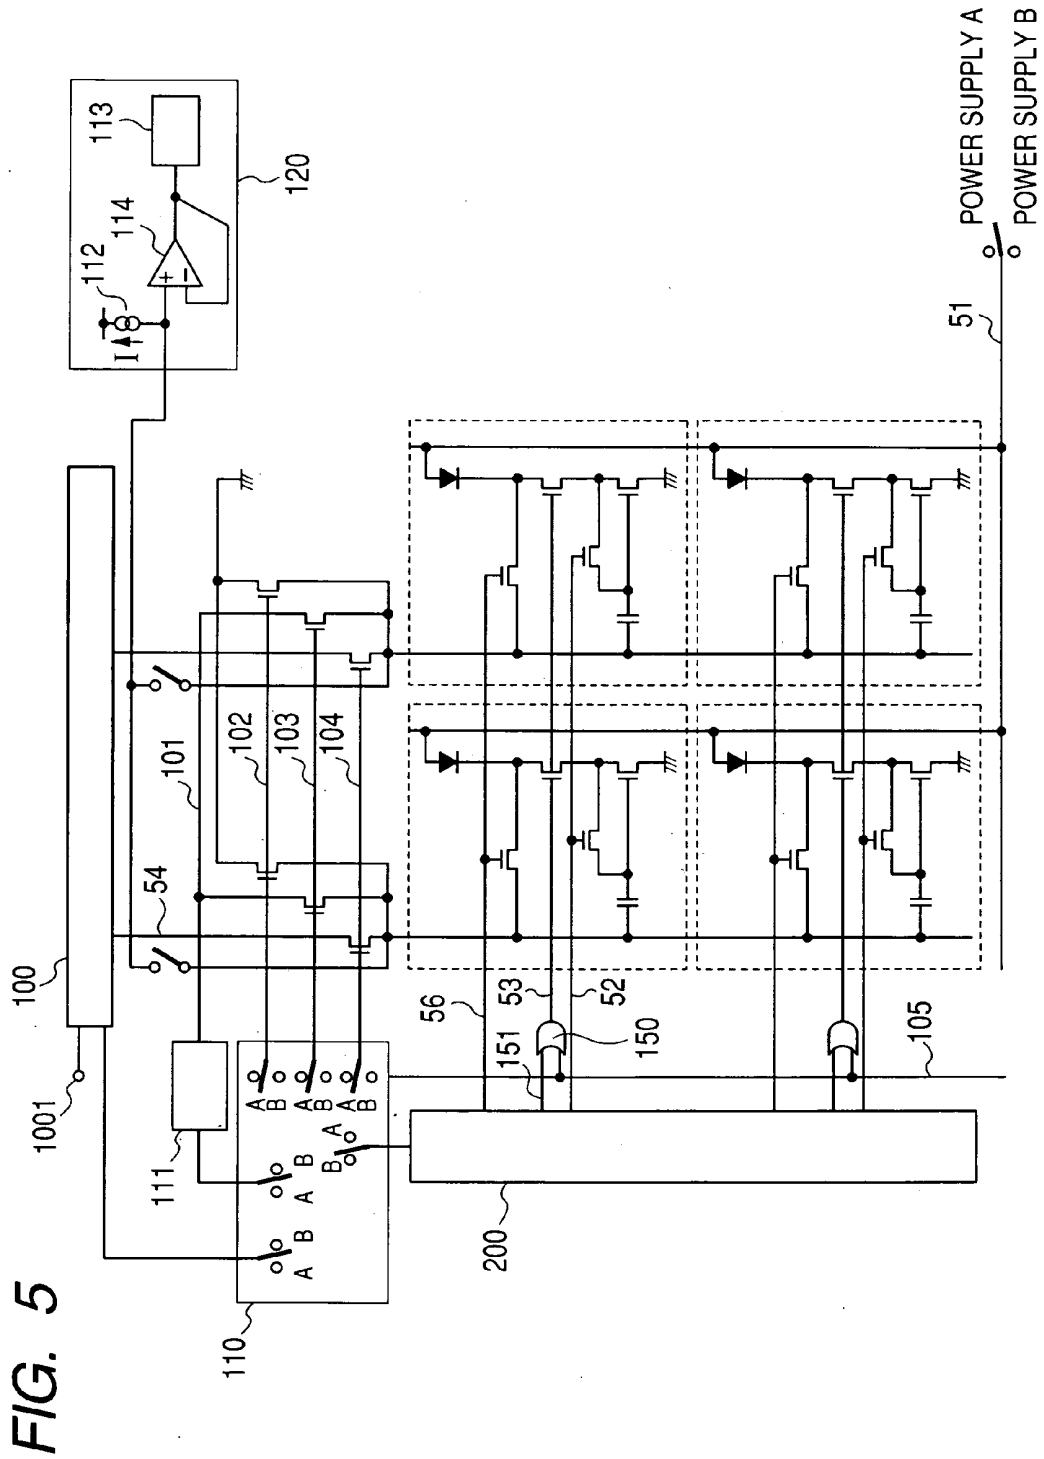 FIG. 5
100
1001
54
101
102
103
104
111
110
A
B
A
B
B
A
A
B
A
B
A
B
112
114
113
120
I
+
−
56
53
52
151
150
105
200
51
POWER SUPPLY A
POWER SUPPLY B